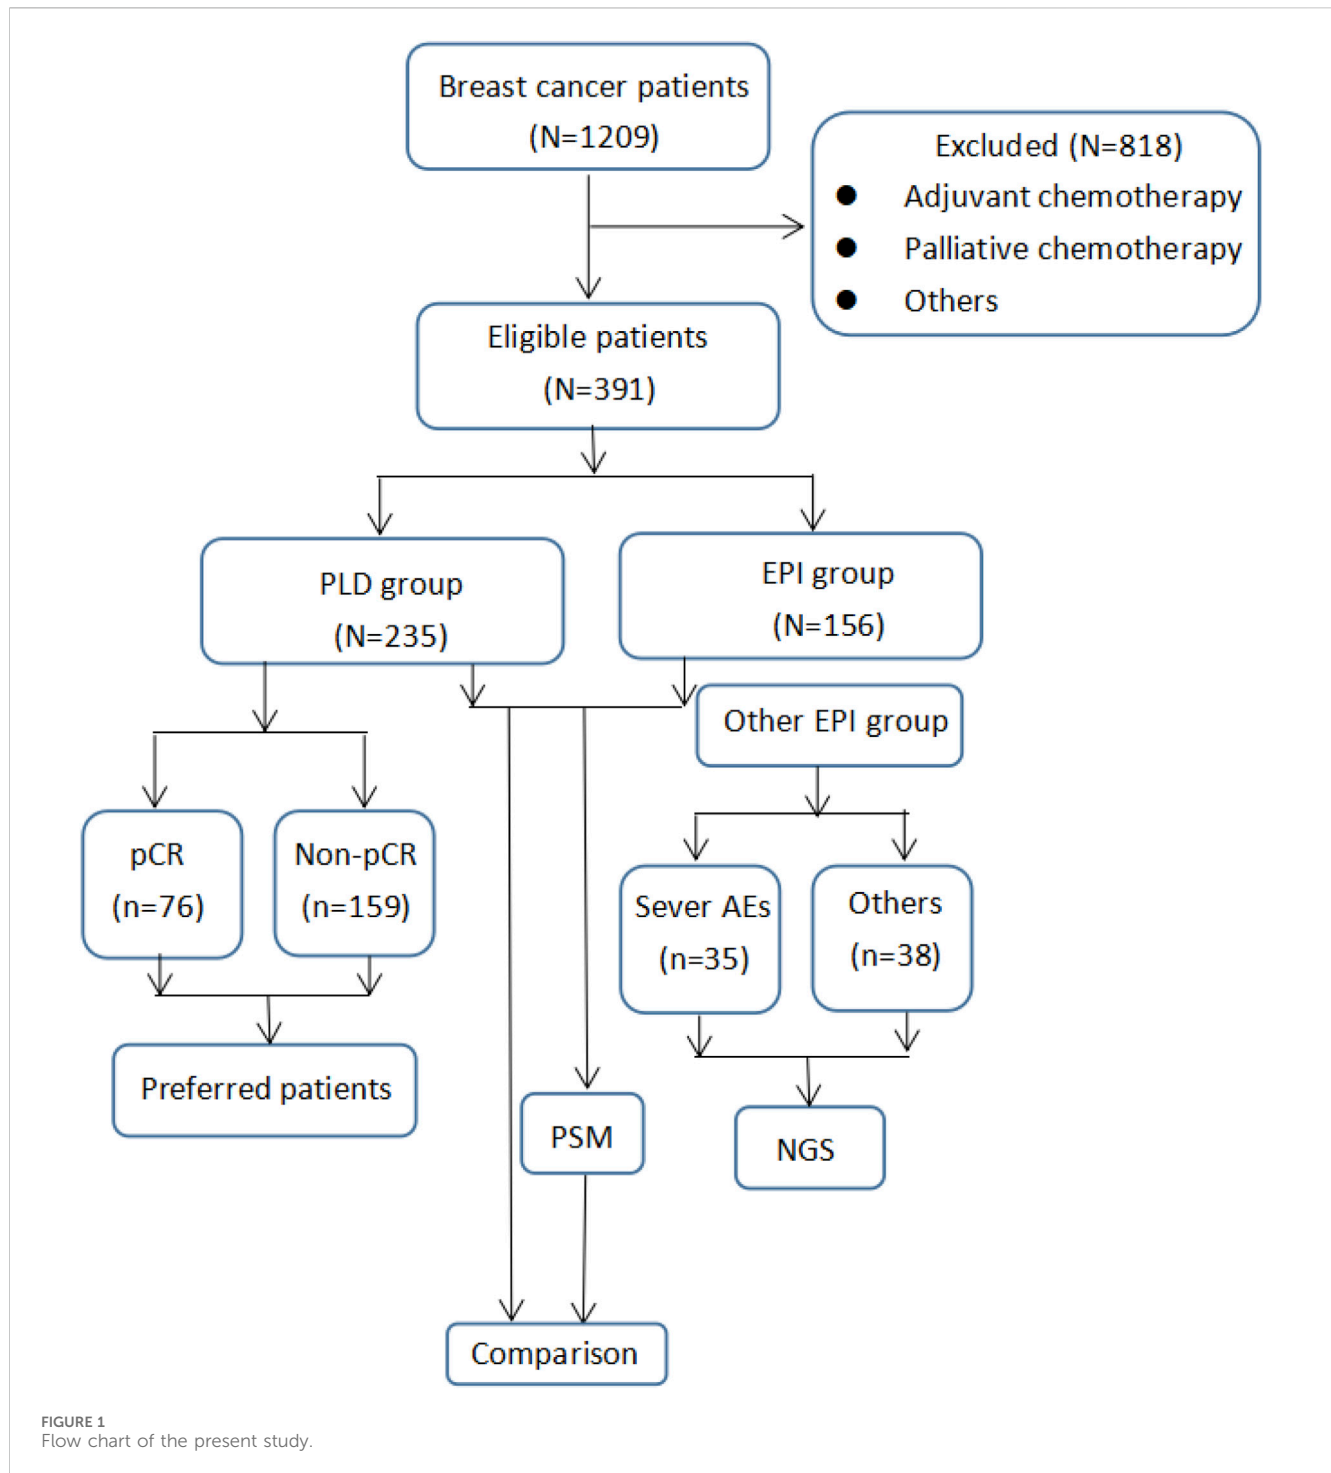 Breast cancer patients
(N=1209)
Excluded (N=818)
● Adjuvant chemotherapy
● Palliative chemotherapy
● Others
Eligible patients
(N=391)
PLD group
(N=235)
EPI group
(N=156)
Other EPI group
pCR
(n=76)
Non-pCR
(n=159)
Sever AEs
(n=35)
Others
(n=38)
Preferred patients
PSM
NGS
Comparison
FIGURE 1
Flow chart of the present study.